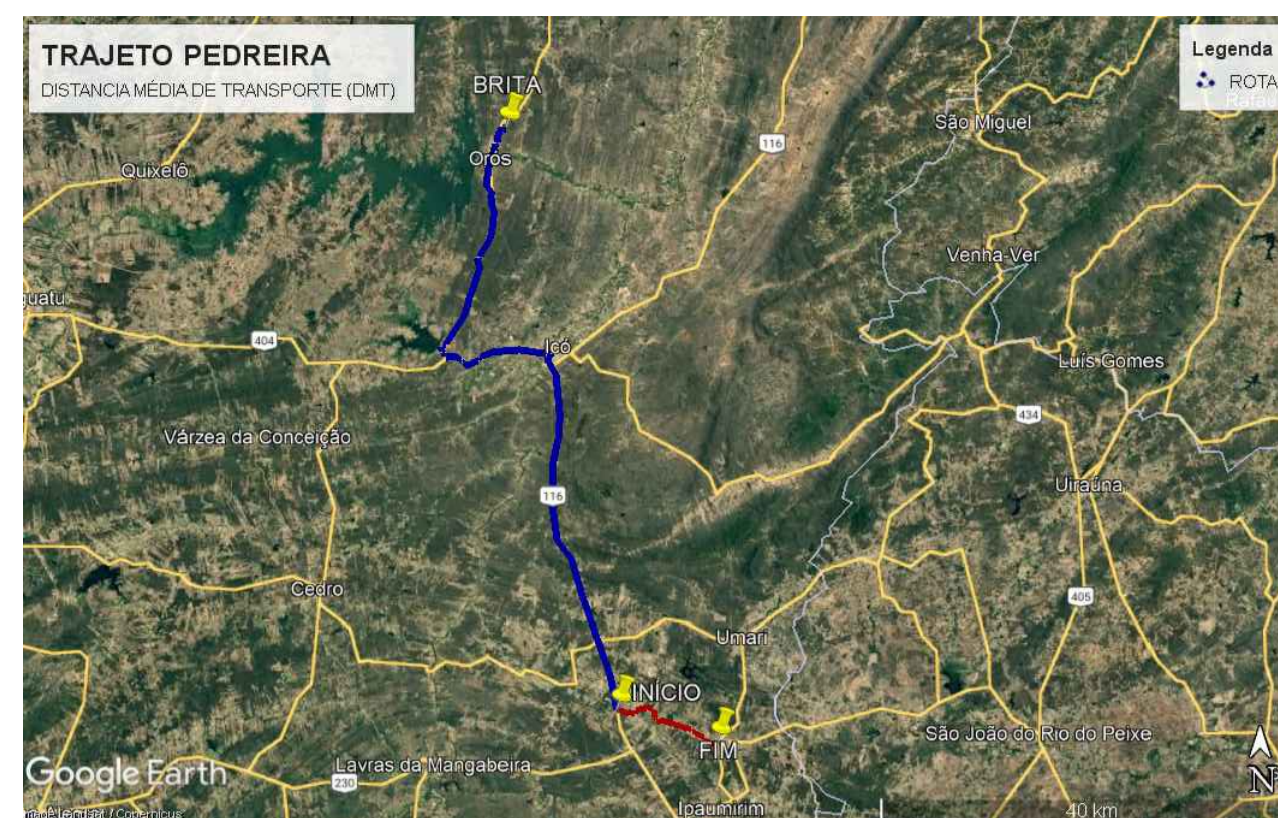 TRAJETO PEDREIRA
DISTANCIA MÉDIA DE TRANSPORTE (DMT)
Legenda
ROTA
BRITA
116
São Miguel
Orós
Quixelô
Venha-Ver
guatu
404
Icó
Luís Gomes
434
Várzea da Conceição
Uiraúna
116
Cedro
405
Umari
INÍCIO
São João do Rio do Peixe
FIM
Lavras da Mangabeira
Google Earth
230
Ipaumirim
40 km
N